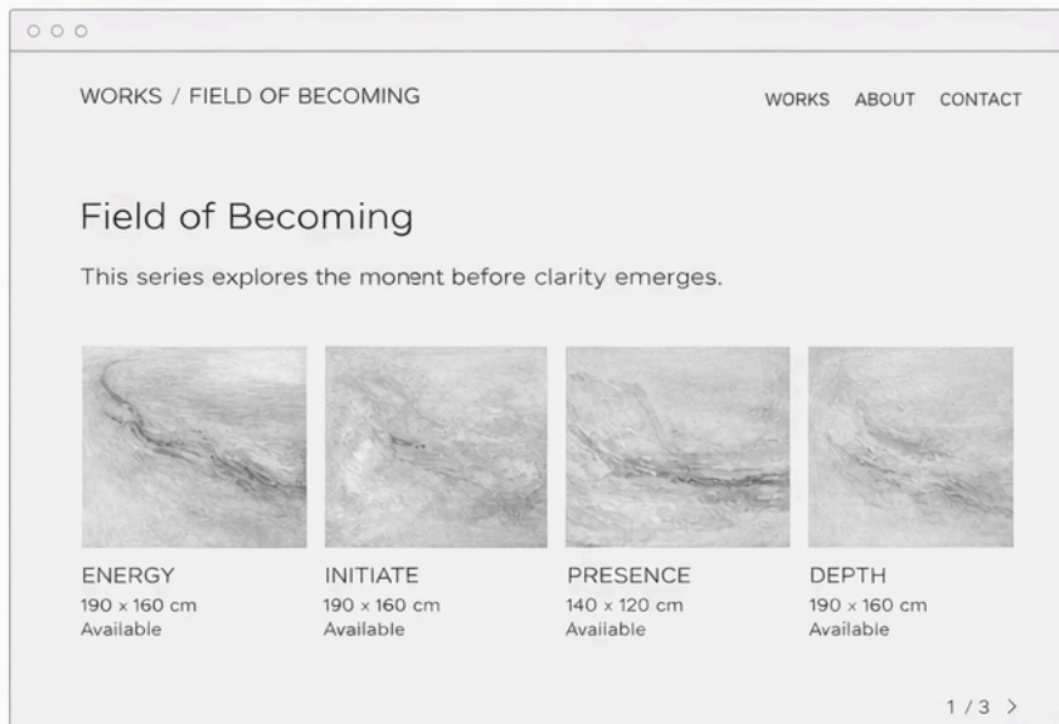 WORKS / FIELD OF BECOMING
WORKS ABOUT CONTACT
Field of Becoming
This series explores the monent before clarity emerges.
ENERGY
190 x 160 cm
Available
INITIATE
190 x 160 cm
Available
PRESENCE
140 x 120 cm
Available
DEPTH
190 x 160 cm
Available
1 / 3 >